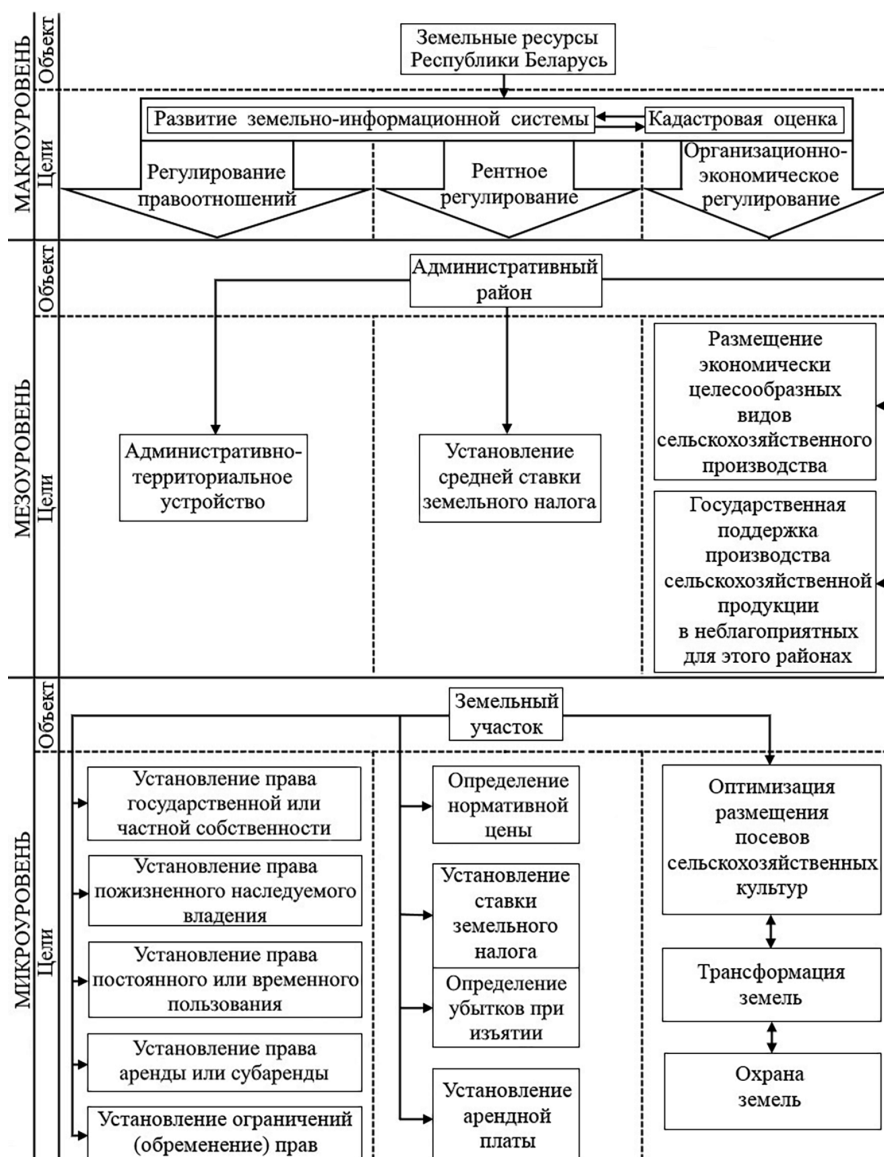 МАКРОУРОВЕНЬ
Объект
Цели
Земельные ресурсы
Республики Беларусь
Развитие земельно-информационной системы
Кадастровая оценка
Регулирование
правоотношений
Рентное
регулирование
Организационно-
экономическое
регулирование
МЕЗОУРОВЕНЬ
Объект
Цели
Административный
район
Административно-
территориальное
устройство
Установление
средней ставки
земельного налога
Размещение
экономически
целесообразных
видов
сельскохозяйственного
производства
Государственная
поддержка
производства
сельскохозяйственной
продукции
в неблагоприятных
для этого районах
МИКРОУРОВЕНЬ
Объект
Цели
Земельный
участок
Установление права
государственной или
частной собственности
Установление права
пожизненного наследуемого
владения
Установление права
постоянного или временного
пользования
Установление права
аренды или субаренды
Установление ограничений
(обременение) прав
Определение
нормативной
цены
Установление
ставки
земельного
налога
Определение
убытков при
изъятии
Установление
арендной
платы
Оптимизация
размещения
посевов
сельскохозяйственных
культур
Трансформация
земель
Охрана
земель